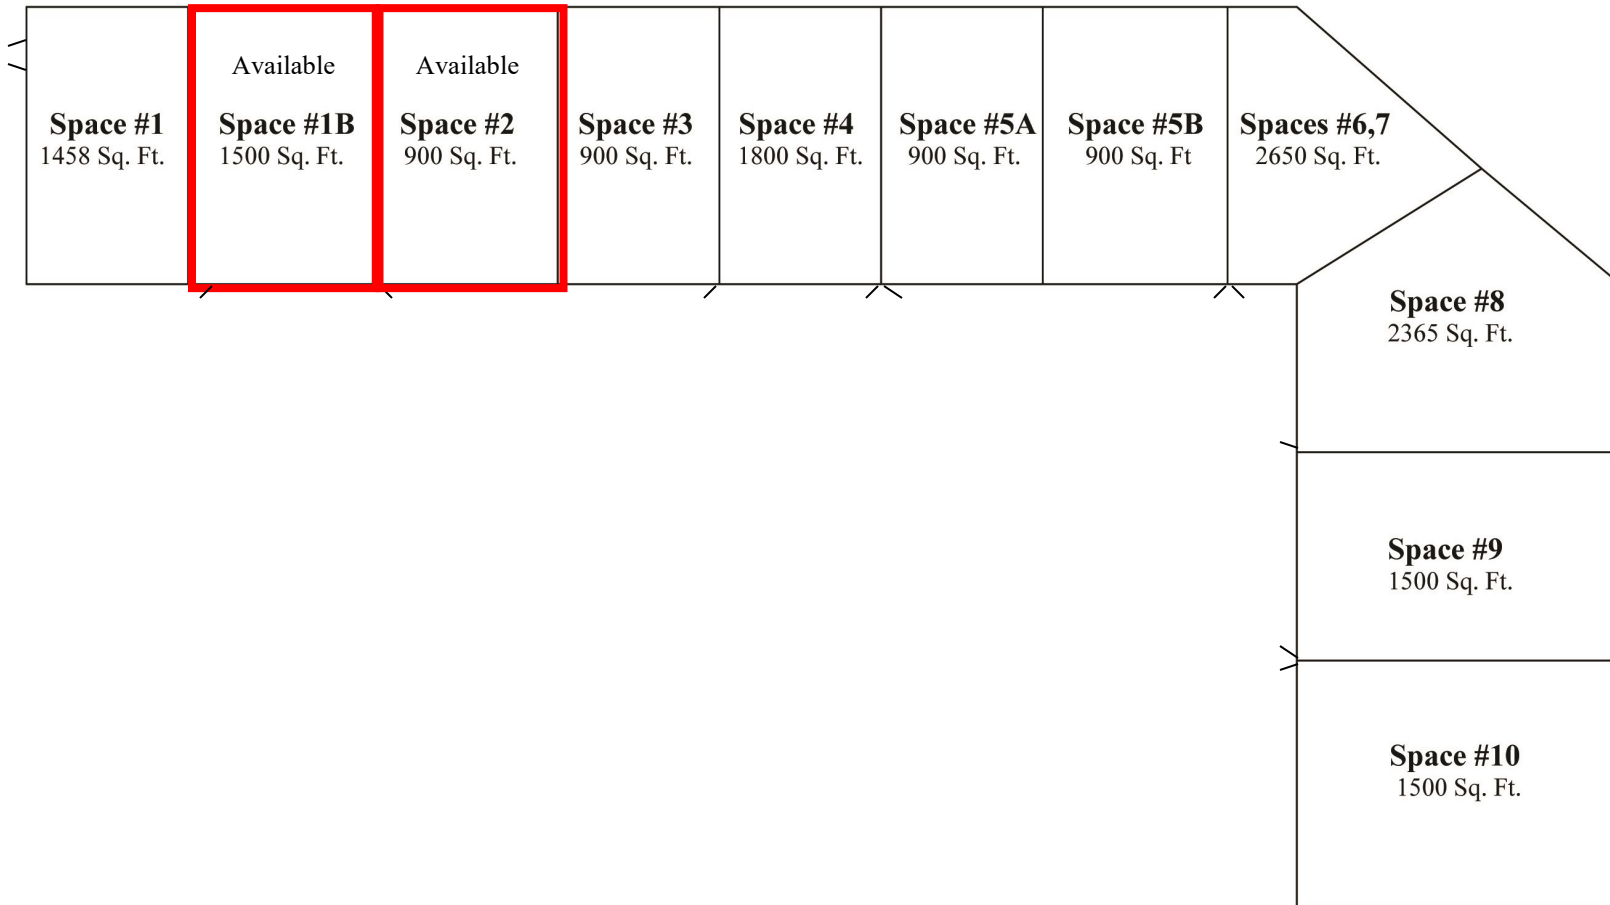 Space #1
1458 Sq. Ft.
Available
Space #1B
1500 Sq. Ft.
Available
Space #2
900 Sq. Ft.
Space #3
900 Sq. Ft.
Space #4
1800 Sq. Ft.
Space #5A
900 Sq. Ft.
Space #5B
900 Sq. Ft
Spaces #6,7
2650 Sq. Ft.
Space #8
2365 Sq. Ft.
Space #9
1500 Sq. Ft.
Space #10
1500 Sq. Ft.